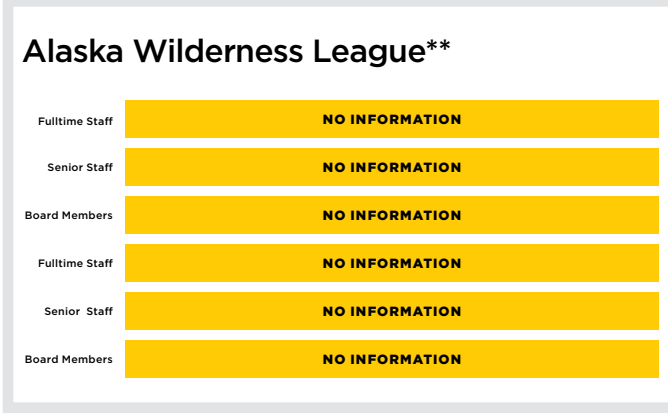 Alaska Wilderness League**
Fulltime Staff NO INFORMATION
Senior Staff NO INFORMATION
Board Members NO INFORMATION
Fulltime Staff NO INFORMATION
Senior Staff NO INFORMATION
Board Members NO INFORMATION